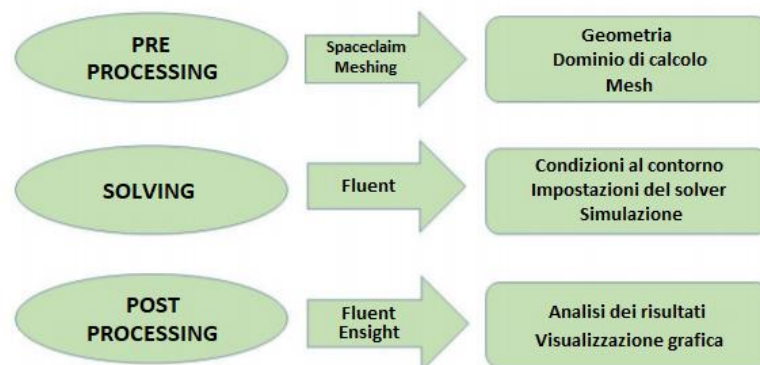 PRE
PROCESSING
Spaceclaim
Meshing
Geometria
Dominio di calcolo
Mesh
SOLVING
Fluent
Condizioni al contorno
Impostazioni del solver
Simulazione
POST
PROCESSING
Fluent
Ensight
Analisi dei risultati
Visualizzazione grafica